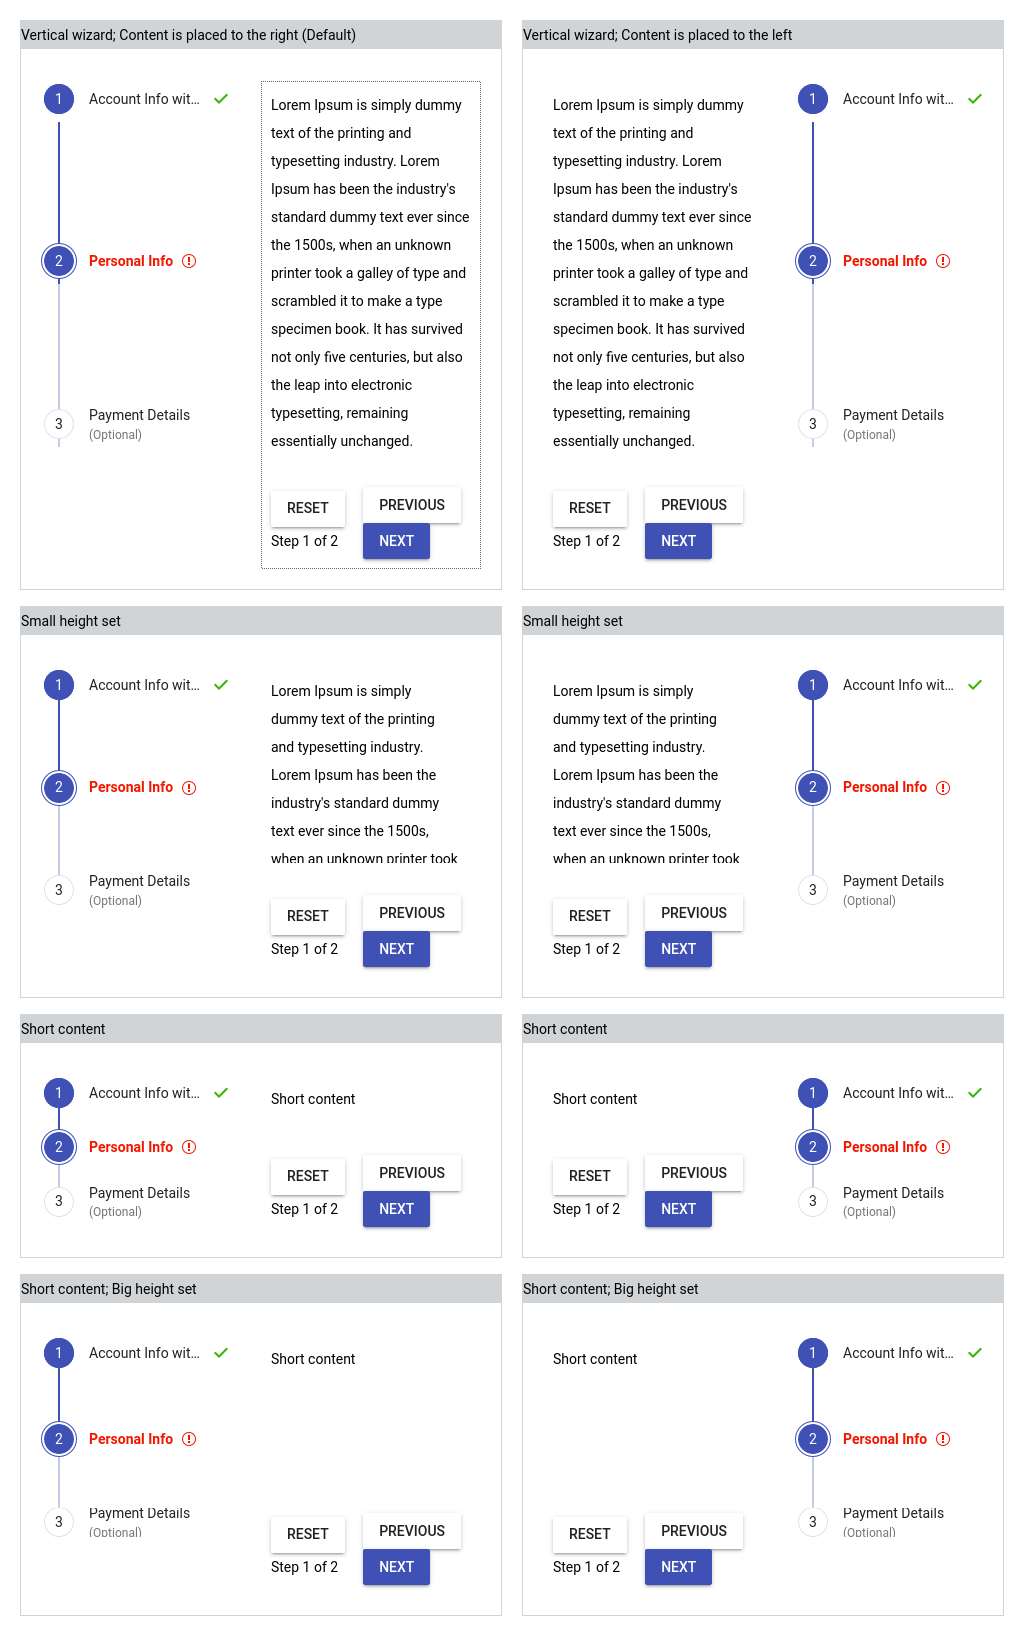 Vertical wizard; Content is placed to the right (Default)
1
Account Info wit...
2
Personal Info
3
Payment Details
(Optional)
Lorem Ipsum is simply dummy
text of the printing and
typesetting industry. Lorem
Ipsum has been the industry's
standard dummy text ever since
the 1500s, when an unknown
printer took a galley of type and
scrambled it to make a type
specimen book. It has survived
not only five centuries, but also
the leap into electronic
typesetting, remaining
essentially unchanged.
RESET
PREVIOUS
Step 1 of 2
NEXT
Vertical wizard; Content is placed to the left
Lorem Ipsum is simply dummy
text of the printing and
typesetting industry. Lorem
Ipsum has been the industry's
standard dummy text ever since
the 1500s, when an unknown
printer took a galley of type and
scrambled it to make a type
specimen book. It has survived
not only five centuries, but also
the leap into electronic
typesetting, remaining
essentially unchanged.
RESET
PREVIOUS
Step 1 of 2
NEXT
1
Account Info wit...
2
Personal Info
3
Payment Details
(Optional)
Small height set
1
Account Info wit...
2
Personal Info
3
Payment Details
(Optional)
Lorem Ipsum is simply
dummy text of the printing
and typesetting industry.
Lorem Ipsum has been the
industry's standard dummy
text ever since the 1500s,
when an unknown printer took
RESET
PREVIOUS
Step 1 of 2
NEXT
Small height set
Lorem Ipsum is simply
dummy text of the printing
and typesetting industry.
Lorem Ipsum has been the
industry's standard dummy
text ever since the 1500s,
when an unknown printer took
RESET
PREVIOUS
Step 1 of 2
NEXT
1
Account Info wit...
2
Personal Info
3
Payment Details
(Optional)
Short content
1
Account Info wit...
2
Personal Info
3
Payment Details
(Optional)
Short content
RESET
PREVIOUS
Step 1 of 2
NEXT
Short content
Short content
RESET
PREVIOUS
Step 1 of 2
NEXT
1
Account Info wit...
2
Personal Info
3
Payment Details
(Optional)
Short content; Big height set
1
Account Info wit...
2
Personal Info
3
Payment Details
(Optional)
Short content
RESET
PREVIOUS
Step 1 of 2
NEXT
Short content; Big height set
Short content
RESET
PREVIOUS
Step 1 of 2
NEXT
1
Account Info wit...
2
Personal Info
3
Payment Details
(Optional)